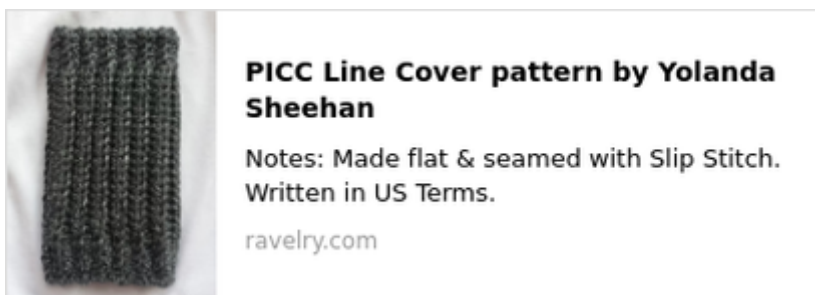 PICC Line Cover pattern by Yolanda
Sheehan
Notes: Made flat & seamed with Slip Stitch.
Written in US Terms.
ravelry.com